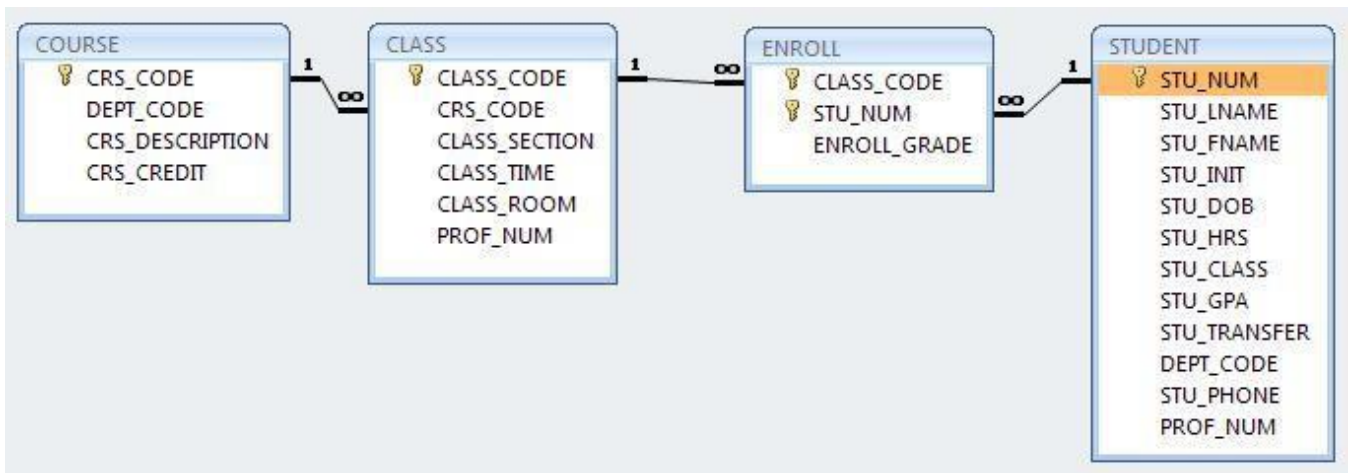 COURSE
CRS_CODE
DEPT_CODE
CRS_DESCRIPTION
CRS_CREDIT
1
∞
CLASS
CLASS_CODE
CRS_CODE
CLASS_SECTION
CLASS_TIME
CLASS_ROOM
PROF_NUM
1
∞
ENROLL
CLASS_CODE
STU_NUM
ENROLL_GRADE
∞
1
STUDENT
STU_NUM
STU_LNAME
STU_FNAME
STU_INIT
STU_DOB
STU_HRS
STU_CLASS
STU_GPA
STU_TRANSFER
DEPT_CODE
STU_PHONE
PROF_NUM